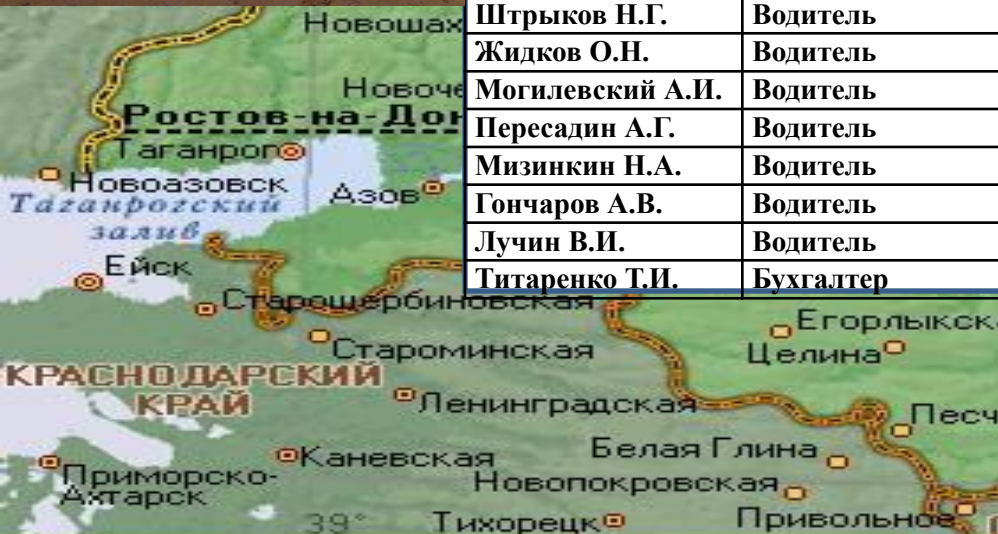 Штрыков Н.Г. Водитель
Жидков О.Н. Водитель
Могилевский А.И. Водитель
Пересадин А.Г. Водитель
Мизинкин Н.А. Водитель
Гончаров А.В. Водитель
Лучин В.И. Водитель
Титаренко Т.И. Бухгалтер
Новошах
Новоче
Ростов-на-Дон
Таганрог
Новоазовск
Азов
Таганрогский
залив
Ейск
Старощербиновская
Егорлыкск
Староминская
Целина
КРАСНОДАРСКИЙ
КРАЙ
Ленинградская
Песч
Белая Глина
Каневская
Приморско-
Ахтарск
Новопокровская
39°
Тихорецк
Привольное